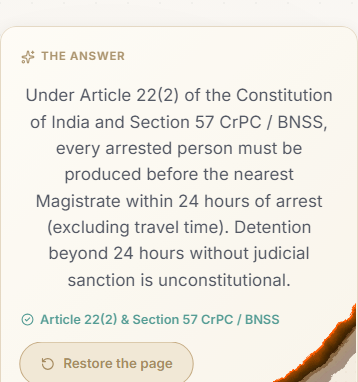 THE ANSWER
Under Article 22(2) of the Constitution
of India and Section 57 CrPC / BNSS,
every arrested person must be
produced before the nearest
Magistrate within 24 hours of arrest
(excluding travel time). Detention
beyond 24 hours without judicial
sanction is unconstitutional.
Article 22(2) & Section 57 CrPC / BNSS
Restore the page